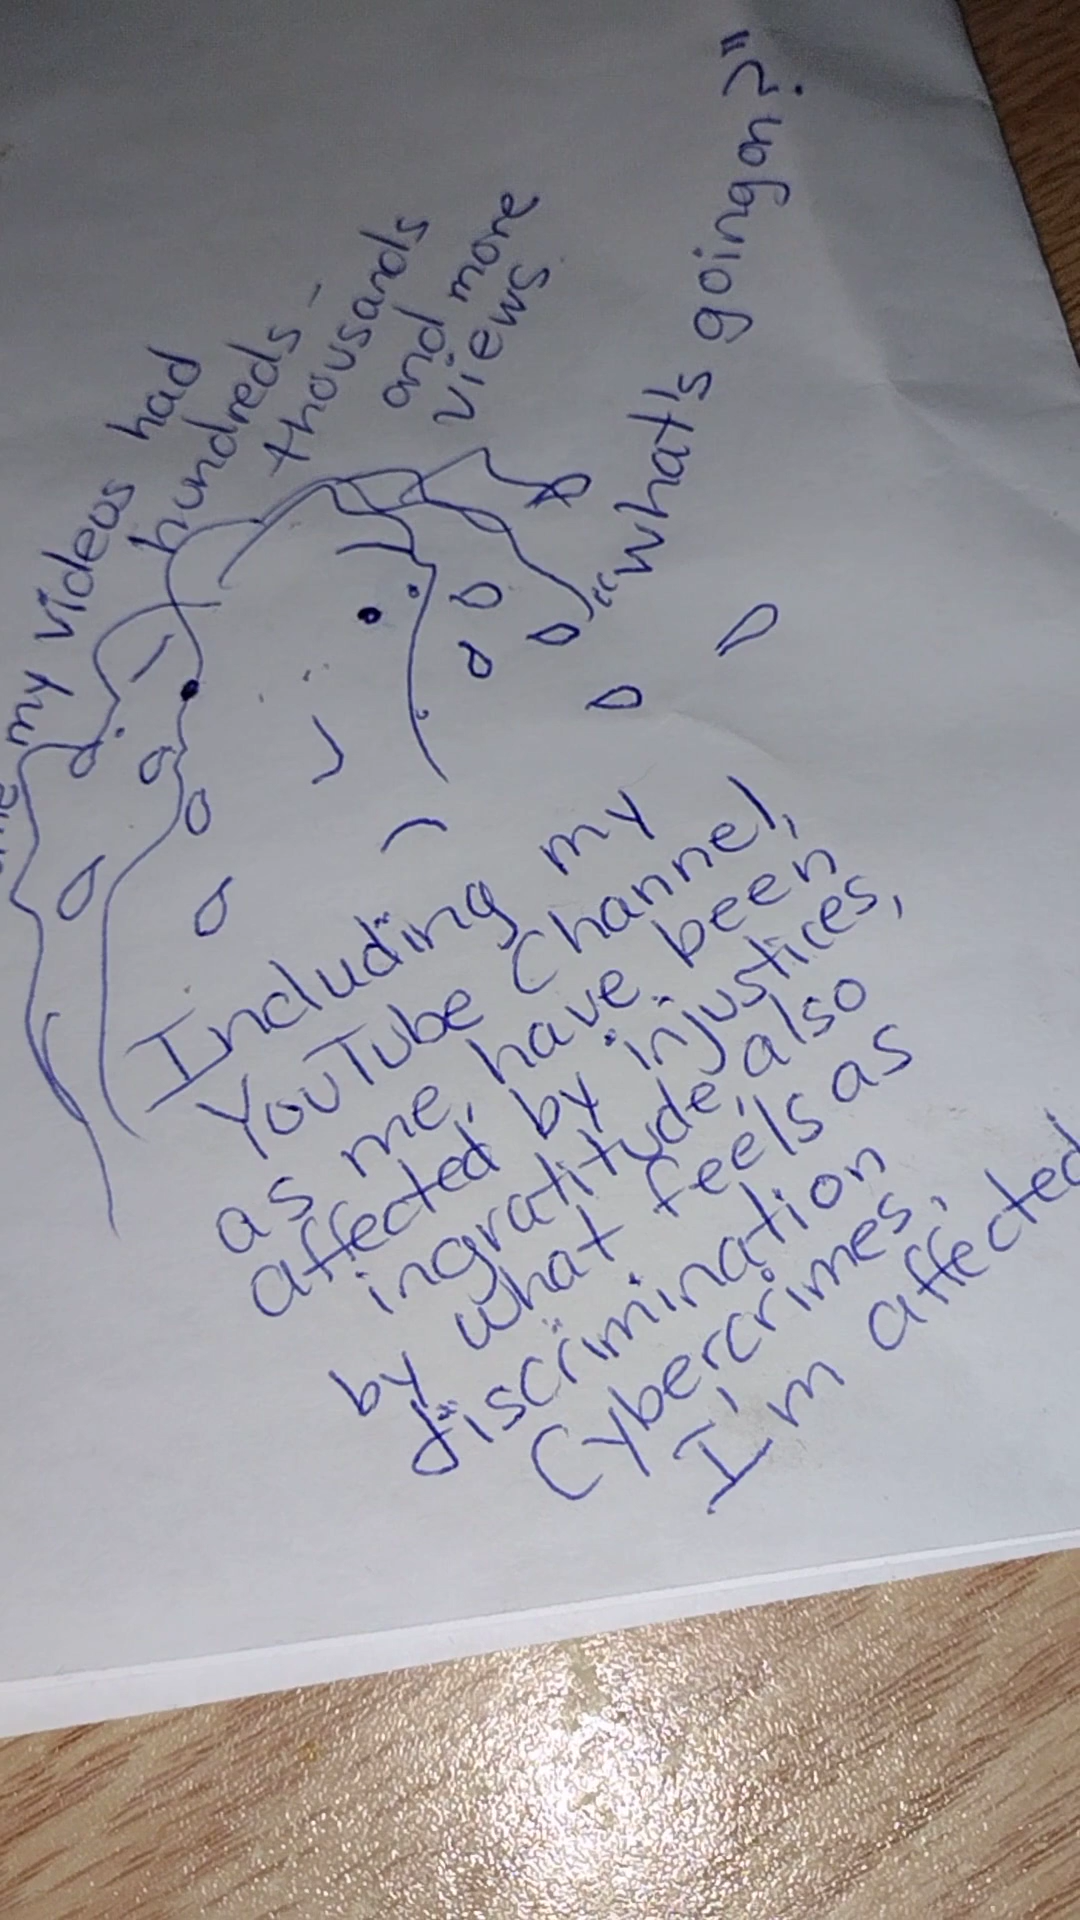 my videos had
hundreds -
thousands
and more
views
"what's going on?"
Including my
YouTube Channel,
as me, have been
affected by injustices,
ingratitude, also
by what feels as
discrimination
Cybercrimes.
I'm affected